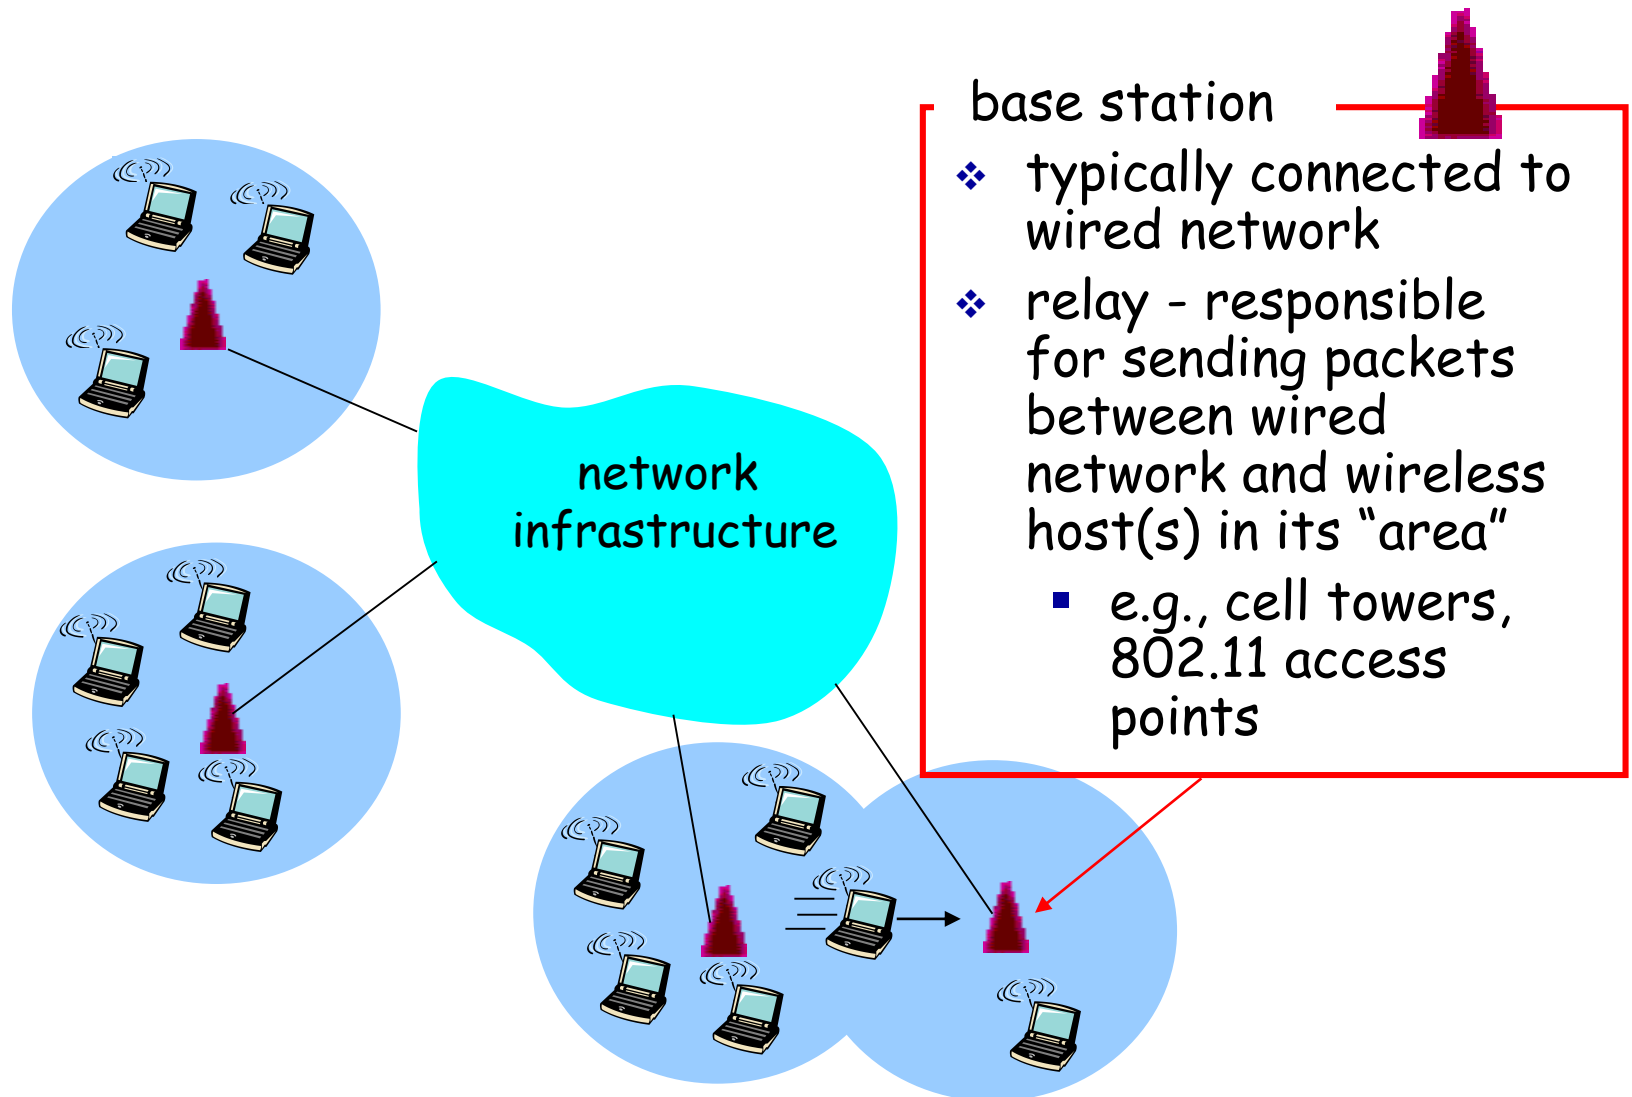 base station
❖ typically connected to
wired network
❖ relay - responsible
for sending packets
between wired
network and wireless
host(s) in its “area”
▪ e.g., cell towers,
802.11 access
points
network
infrastructure